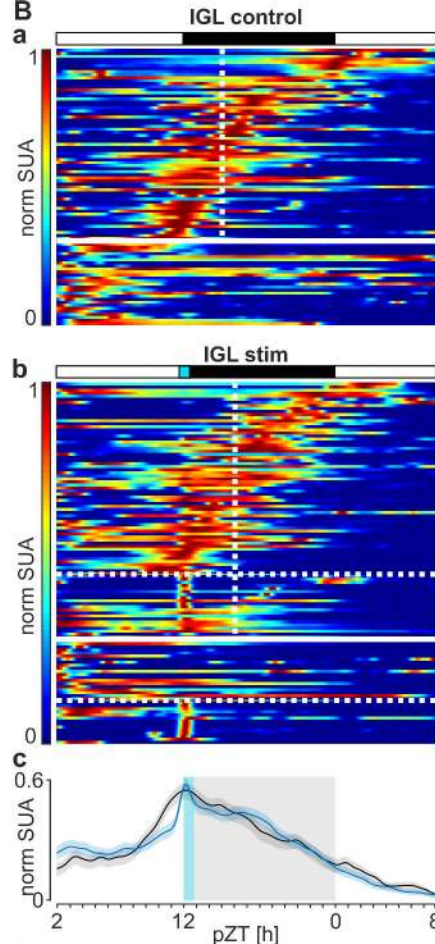 B
IGL control
a
1
norm SUA
0
IGL stim
b
1
norm SUA
0
c
0.6
norm SUA
0
2 12 0 8
pZT [h]